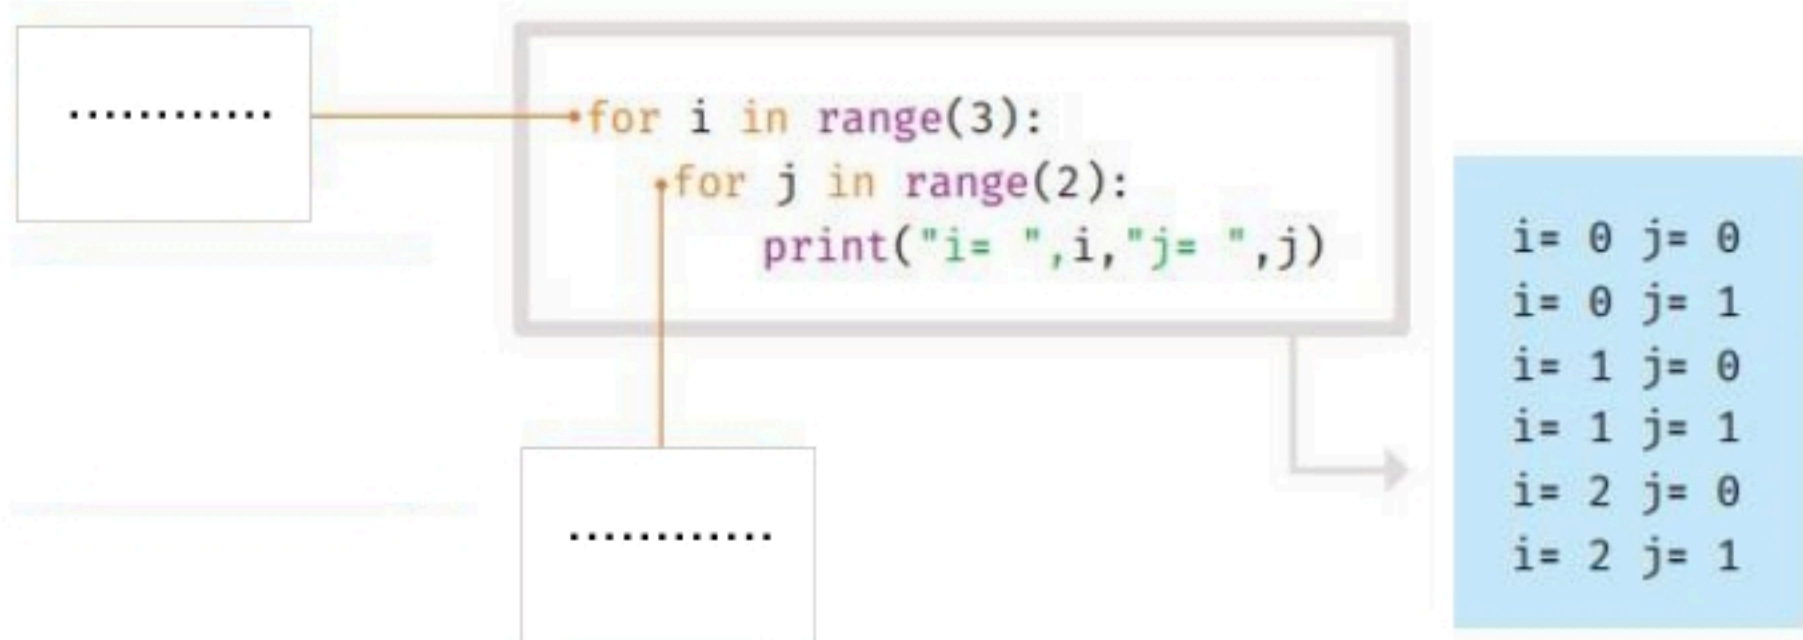 ............
for i in range(3):
for j in range(2):
print("i= ",i,"j= ",j)
i= 0 j= 0
i= 0 j= 1
i= 1 j= 0
i= 1 j= 1
i= 2 j= 0
i= 2 j= 1
............